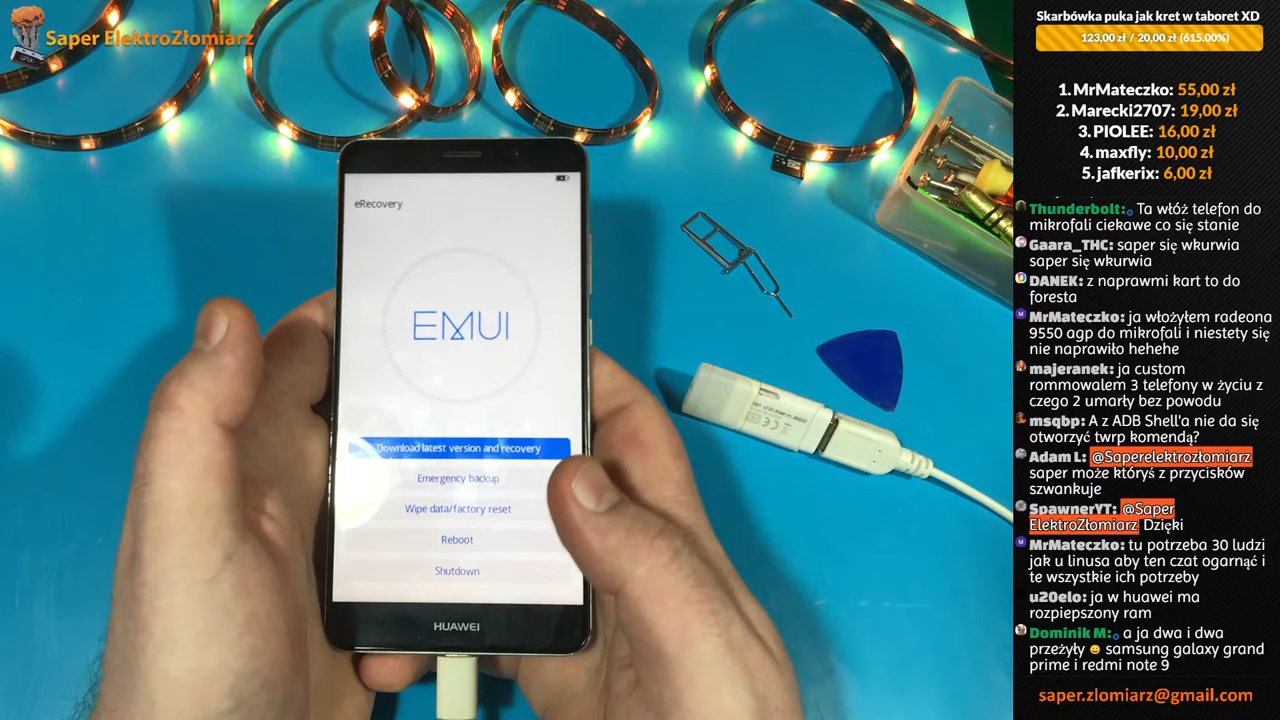 Saper ElektroZłomiarz
eRecovery
EMUI
Download latest version and recovery
Emergency backup
Wipe data/factory reset
Reboot
Shutdown
HUAWEI
Skarbówka puka jak kret w taboret XD
123,00 zł / 20,00 zł (615.00%)
1. MrMateczko: 55,00 zł
2. Marecki2707: 19,00 zł
3. PIOLEE: 16,00 zł
4. maxfly: 10,00 zł
5. jafkerix: 6,00 zł
Thunderbolt: Ta włóż telefon do
mikrofali ciekawe co się stanie
Gaara_THC: saper się wkurwia
saper się wkurwia
DANEK: z naprawmi kart to do
foresta
MrMateczko: ja włożyłem radeona
9550 agp do mikrofali i niestety się
nie naprawiło hehehe
majeranek: ja custom
rommowalem 3 telefony w życiu z
czego 2 umarły bez powodu
msqbp: A z ADB Shell'a nie da się
otworzyć twrp komendą?
Adam L: @Saperelektrozłomiarz
saper może któryś z przycisków
szwankuje
SpawnerYT: @Saper
ElektroZłomiarz Dzięki
MrMateczko: tu potrzeba 30 ludzi
jak u linusa aby ten czat ogarnąć i
te wszystkie ich potrzeby
u20elo: ja w huawei ma
rozpiepszony ram
Dominik M: a ja dwa i dwa
przeżyły 😀 samsung galaxy grand
prime i redmi note 9
saper.zlomiarz@gmail.com